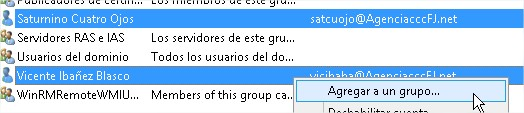 Publicadores de certifi... Los miembros de este gru...
Saturnino Cuatro Ojos satcuojo@AgenciacccFJ.net
Servidores RAS e IAS Los servidores de este gru...
Usuarios del dominio Todos los usuarios del do...
Vicente Ibañez Blasco vicibaba@AgenciacccFJ.net
WinRMRemoteWMIU... Members of this group ca...
Agregar a un grupo...
Deshabilitar cuenta